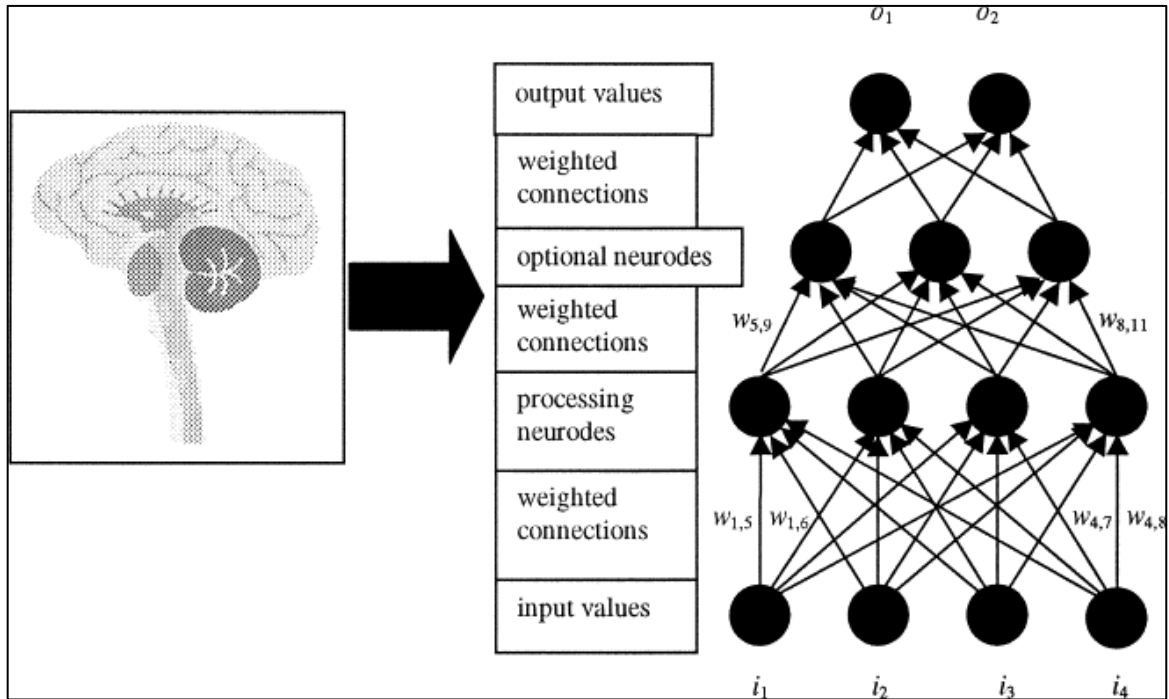 o1 o2
output values
weighted
connections
optional neurodes
weighted
connections
w5,9 w8,11
processing
neurodes
weighted
connections
w1,5 w1,6 w4,7 w4,8
input values
i1 i2 i3 i4